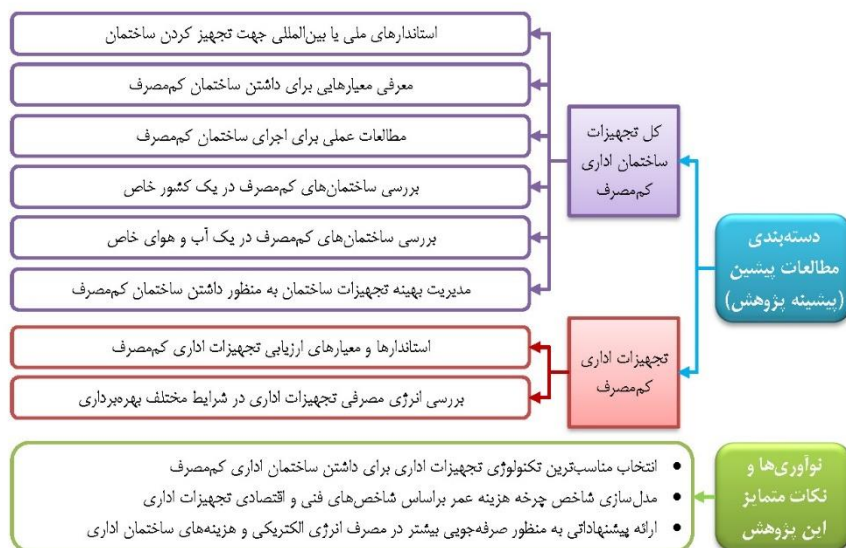 دسته‌بندی
مطالعات پیشین
(پیشینه پژوهش)
کل تجهیزات
ساختمان اداری
کم‌مصرف
استاندارهای ملی یا بین‌المللی جهت تجهیز کردن ساختمان
معرفی معیارهایی برای داشتن ساختمان کم‌مصرف
مطالعات عملی برای اجرای ساختمان کم‌مصرف
بررسی ساختمان‌های کم‌مصرف در یک کشور خاص
بررسی ساختمان‌های کم‌مصرف در یک آب و هوای خاص
مدیریت بهینه تجهیزات ساختمان به منظور داشتن ساختمان کم‌مصرف
تجهیزات اداری
کم‌مصرف
استاندارها و معیارهای ارزیابی تجهیزات اداری کم‌مصرف
بررسی انرژی مصرفی تجهیزات اداری در شرایط مختلف بهره‌برداری
نوآوری‌ها و
نکات متمایز
این پژوهش
• انتخاب مناسب‌ترین تکنولوژی تجهیزات اداری برای داشتن ساختمان اداری کم‌مصرف
• مدل‌سازی شاخص چرخه هزینه عمر براساس شاخص‌های فنی و اقتصادی تجهیزات اداری
• ارائه پیشنهاداتی به منظور صرفه‌جویی بیشتر در مصرف انرژی الکتریکی و هزینه‌های ساختمان اداری